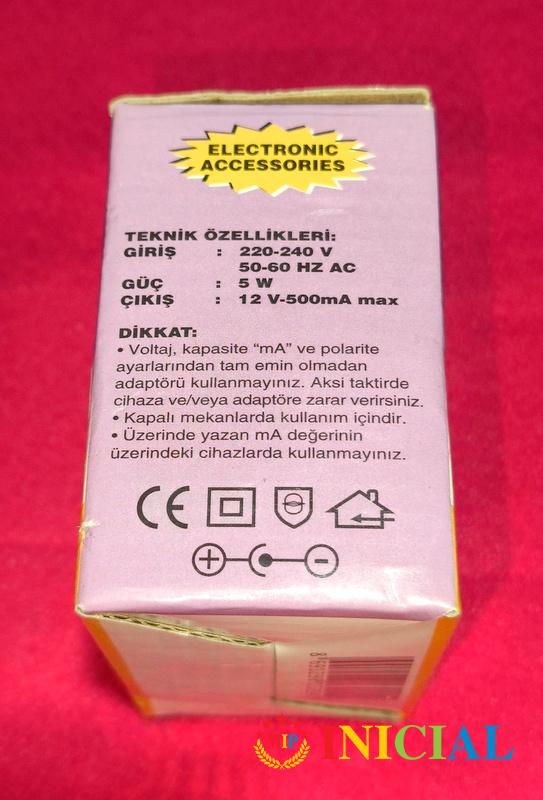 ELECTRONIC
ACCESSORIES
TEKNİK ÖZELLİKLERİ:
GİRİŞ : 220-240 V
50-60 HZ AC
GÜÇ : 5 W
ÇIKIŞ : 12 V-500mA max
DİKKAT:
• Voltaj, kapasite “mA” ve polarite
ayarlarından tam emin olmadan
adaptörü kullanmayınız. Aksi taktirde
cihaza ve/veya adaptöre zarar verirsiniz.
• Kapalı mekanlarda kullanım içindir.
• Üzerinde yazan mA değerinin
üzerindeki cihazlarda kullanmayınız.
CE
IP INICIAL